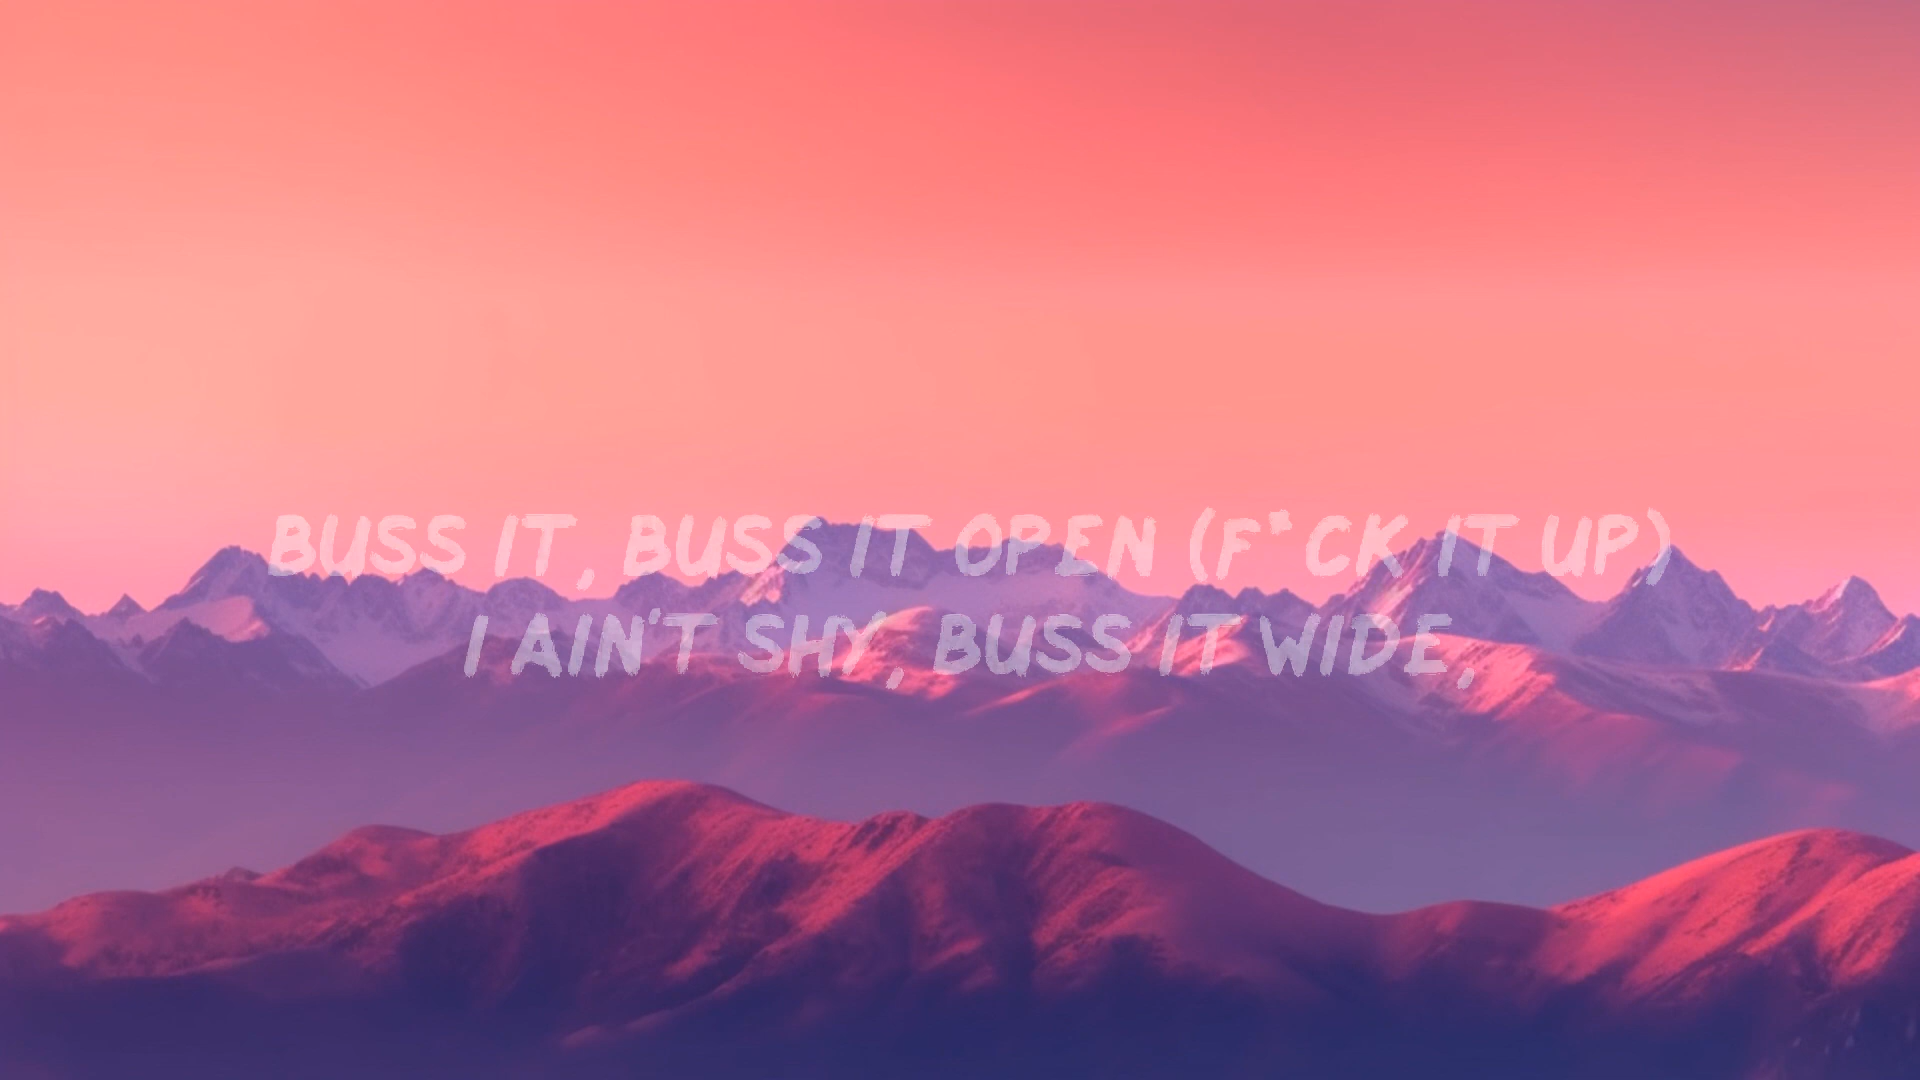 BUSS IT, BUSS IT OPEN (F*CK IT UP)
I AIN'T SHY, BUSS IT WIDE,